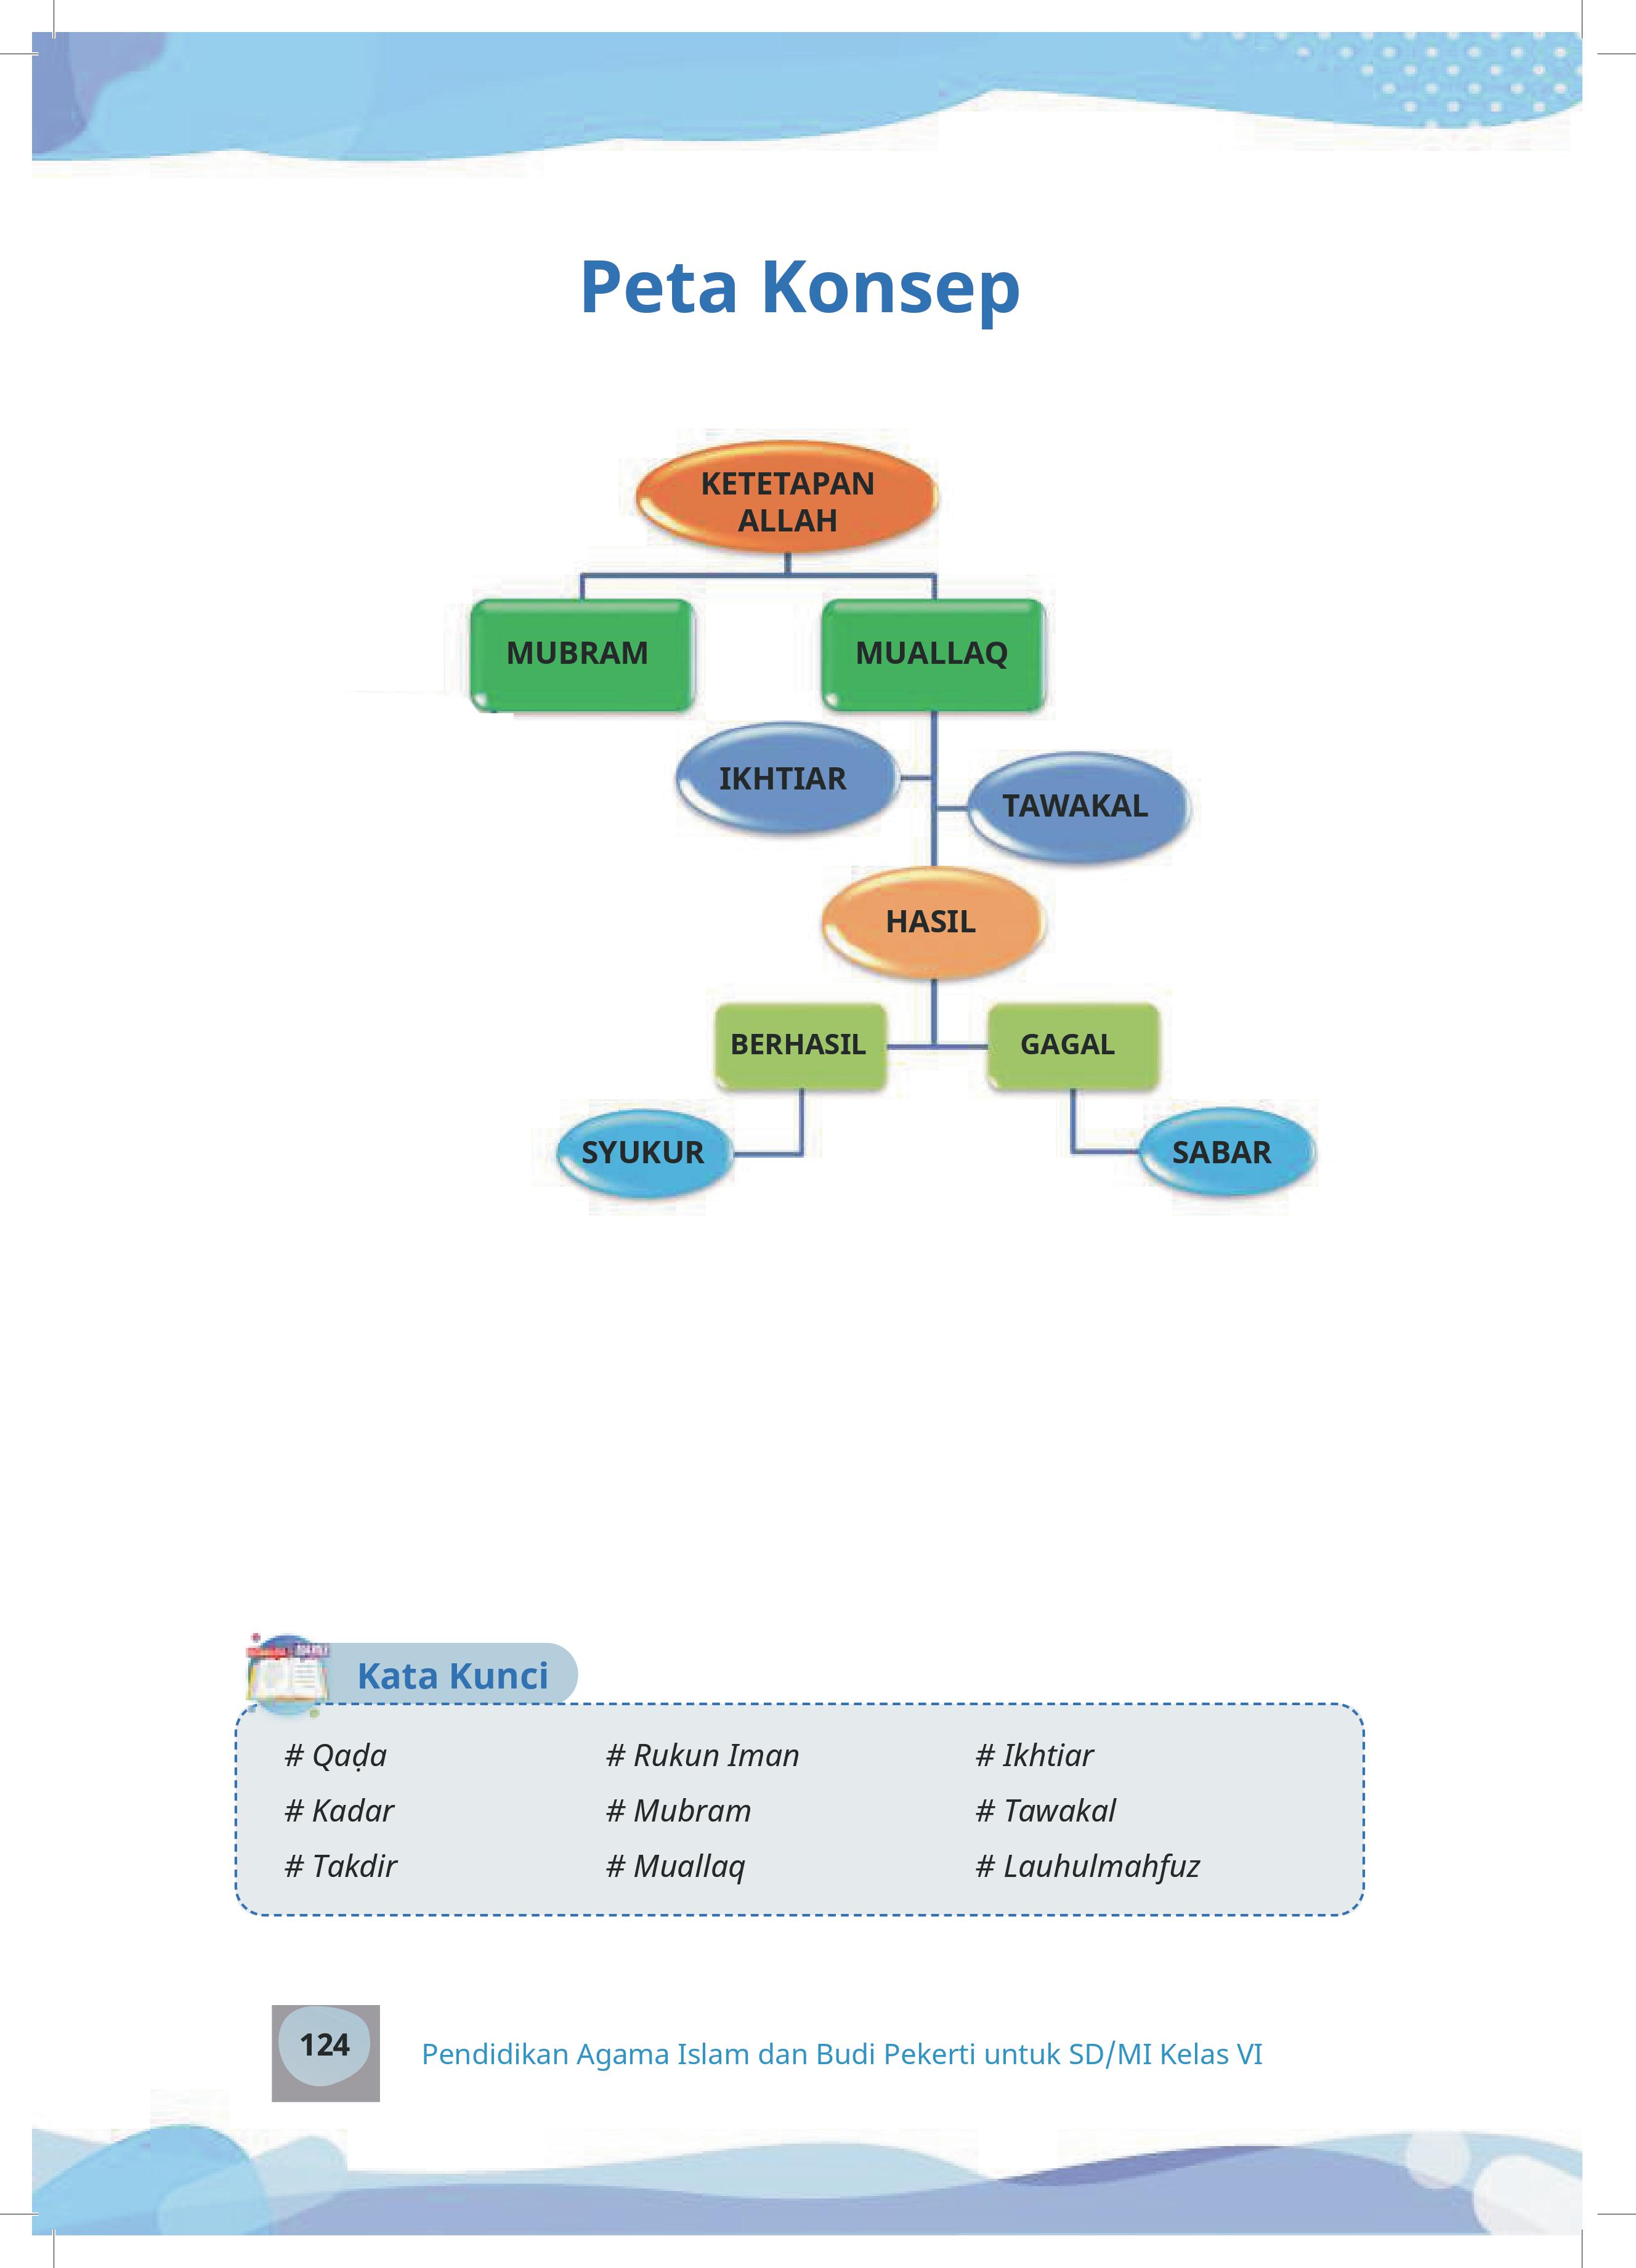 Peta Konsep
KETETAPAN
ALLAH
MUBRAM
MUALLAQ
IKHTIAR
TAWAKAL
HASIL
BERHASIL
GAGAL
SYUKUR
SABAR
Kata Kunci
# Qaḍa
# Kadar
# Takdir
# Rukun Iman
# Mubram
# Muallaq
# Ikhtiar
# Tawakal
# Lauhulmahfuz
124
Pendidikan Agama Islam dan Budi Pekerti untuk SD/MI Kelas VI